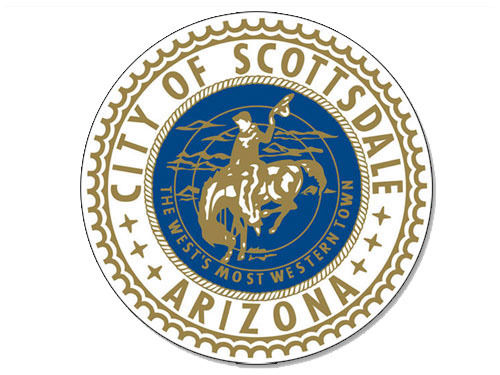 CITY OF SCOTTSDALE
THE WEST'S MOST WESTERN TOWN
ARIZONA